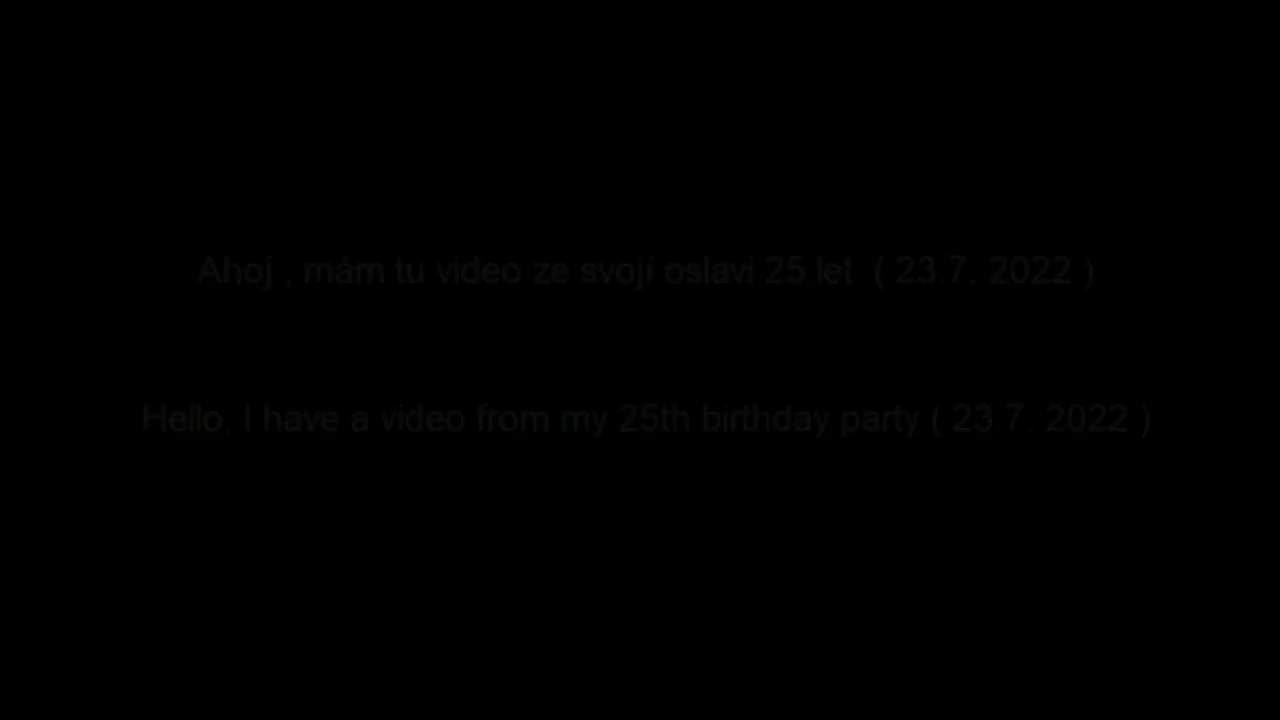 Ahoj , mám tu video ze svojí oslavi 25 let ( 23.7. 2022 )
Hello, I have a video from my 25th birthday party ( 23.7. 2022 )